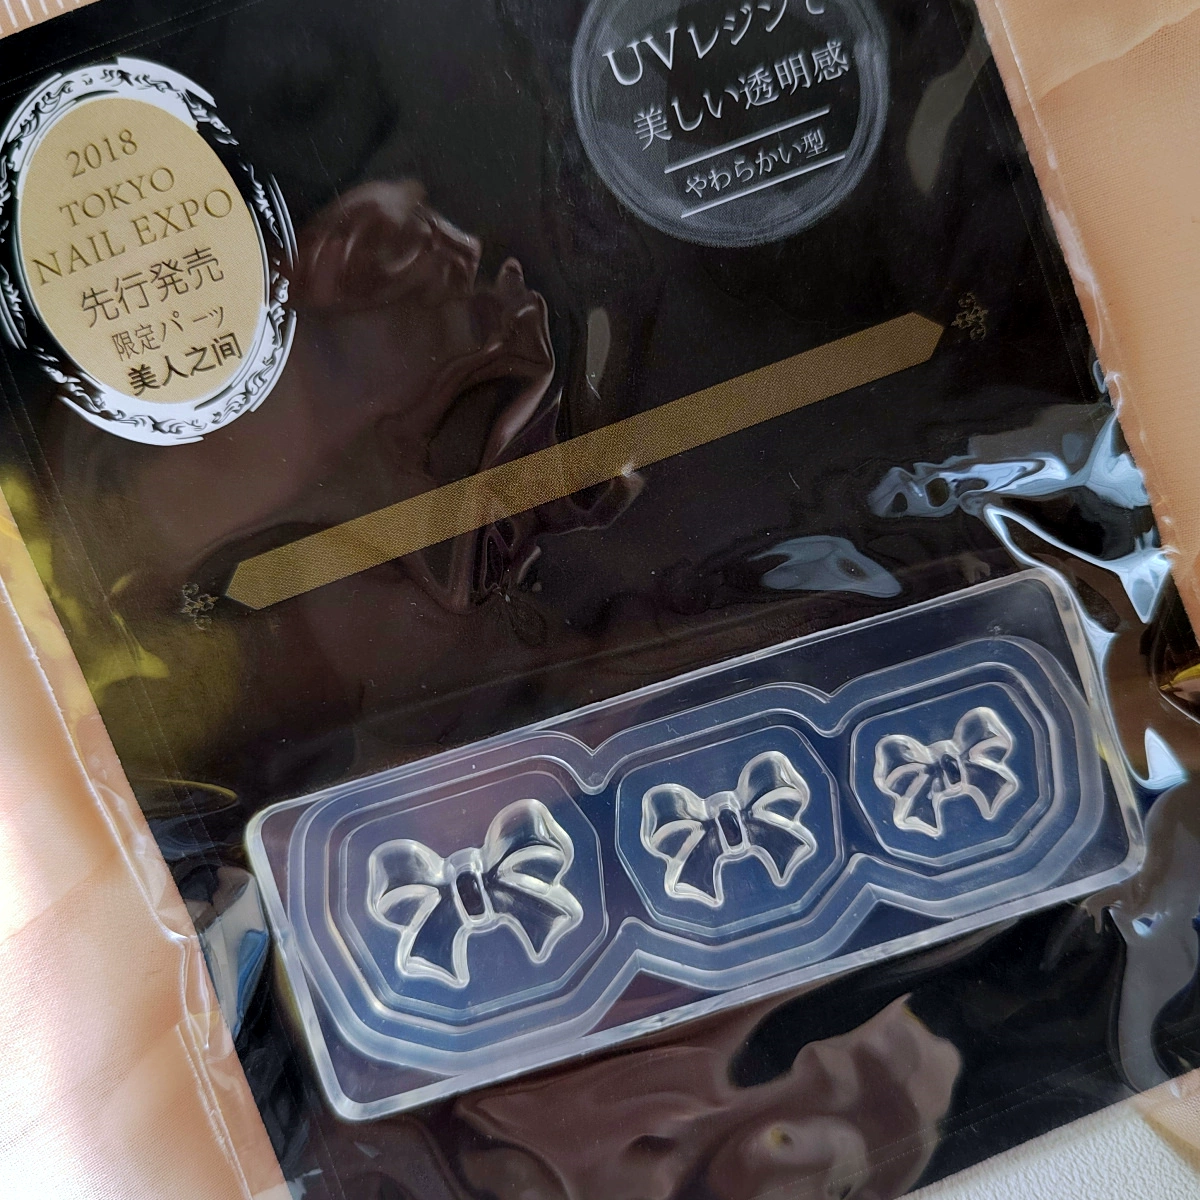 2018
TOKYO
NAIL EXPO
先行発売
限定パーツ
美人之间
UVレジンで
美しい透明感
やわらかい型